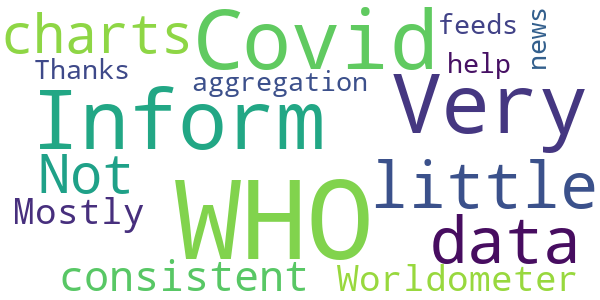 charts Covid feeds news
Thanks aggregation help
Inform Very
Not little
Mostly WHO data
consistent Worldometer